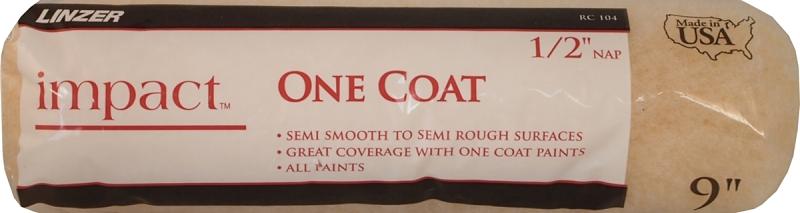 LINZER
RC 104
Made in
USA
1/2" NAP
impact™
ONE COAT
• SEMI SMOOTH TO SEMI ROUGH SURFACES
• GREAT COVERAGE WITH ONE COAT PAINTS
• ALL PAINTS
9"